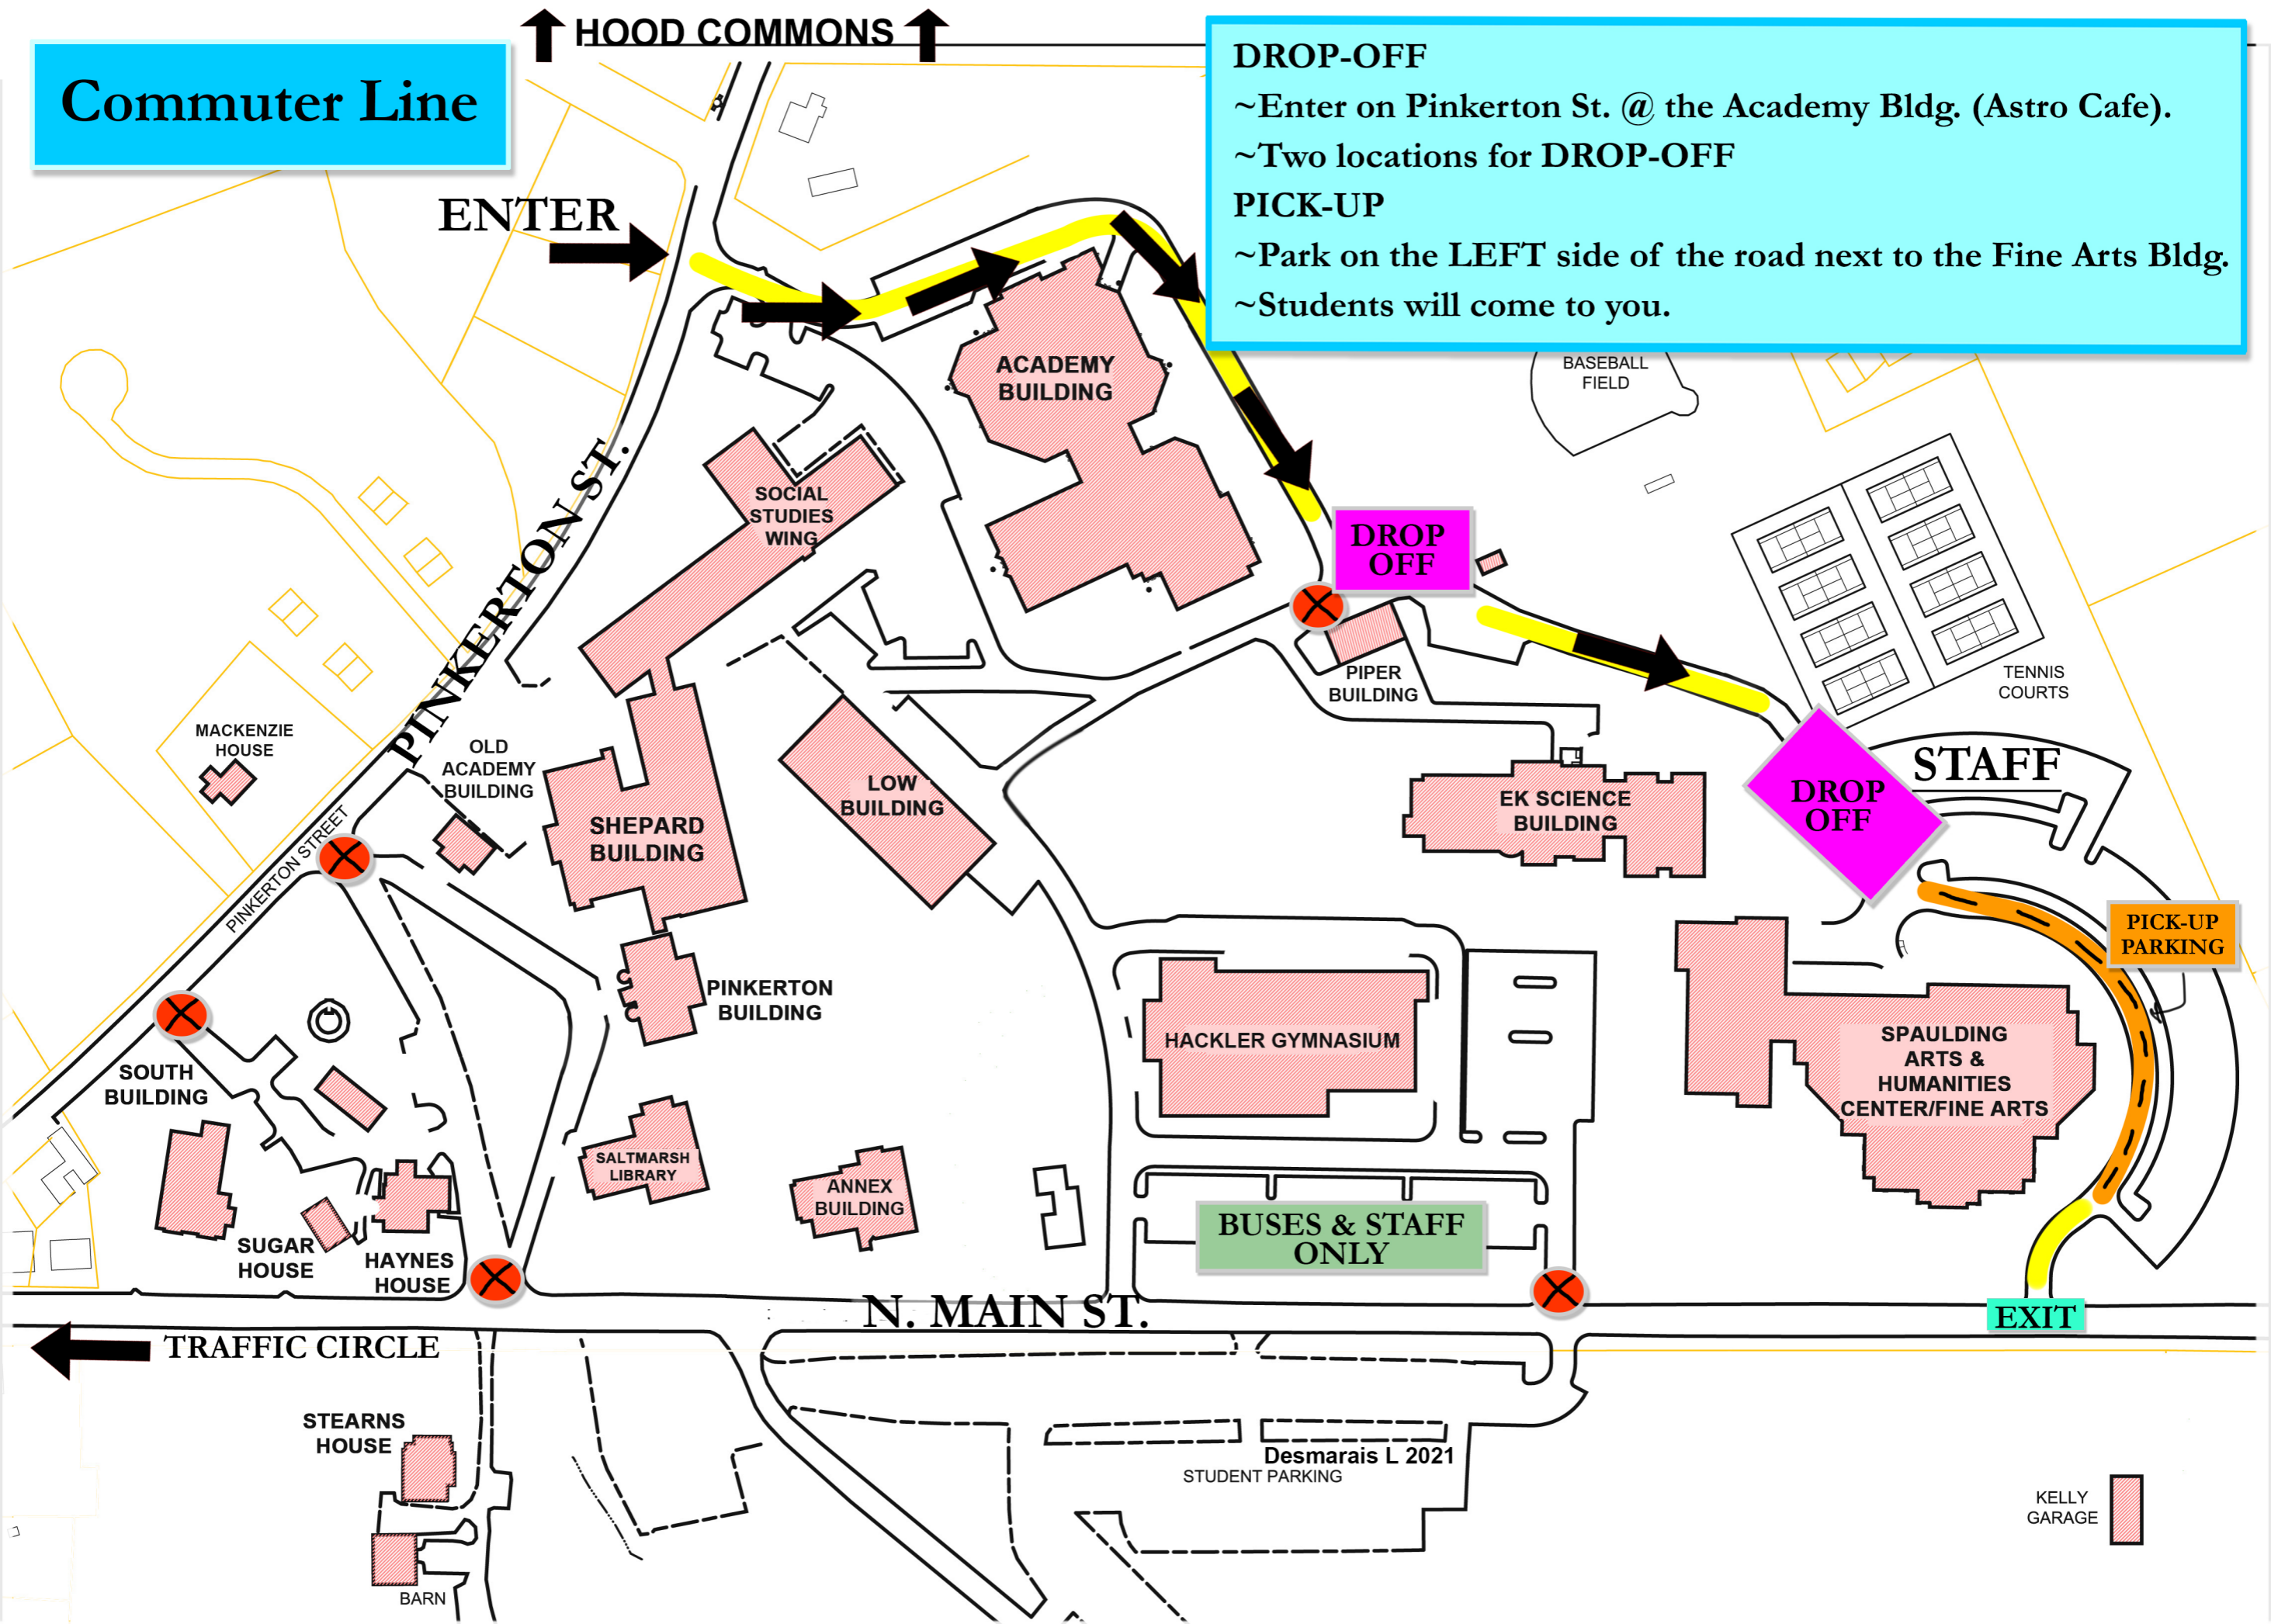 HOOD COMMONS
Commuter Line
DROP-OFF
~Enter on Pinkerton St. @ the Academy Bldg. (Astro Cafe).
~Two locations for DROP-OFF
PICK-UP
~Park on the LEFT side of the road next to the Fine Arts Bldg.
~Students will come to you.
ENTER
ACADEMY
BUILDING
BASEBALL
FIELD
PINKERTON ST.
SOCIAL
STUDIES
WING
DROP
OFF
PIPER
BUILDING
TENNIS
COURTS
MACKENZIE
HOUSE
OLD
ACADEMY
BUILDING
PINKERTON STREET
SHEPARD
BUILDING
LOW
BUILDING
EK SCIENCE
BUILDING
DROP
OFF
STAFF
PICK-UP
PARKING
PINKERTON
BUILDING
HACKLER GYMNASIUM
SPAULDING
ARTS &
HUMANITIES
CENTER/FINE ARTS
SOUTH
BUILDING
SALTMARSH
LIBRARY
ANNEX
BUILDING
SUGAR
HOUSE
HAYNES
HOUSE
BUSES & STAFF
ONLY
N. MAIN ST.
EXIT
TRAFFIC CIRCLE
STEARNS
HOUSE
Desmarais L 2021
STUDENT PARKING
KELLY
GARAGE
BARN